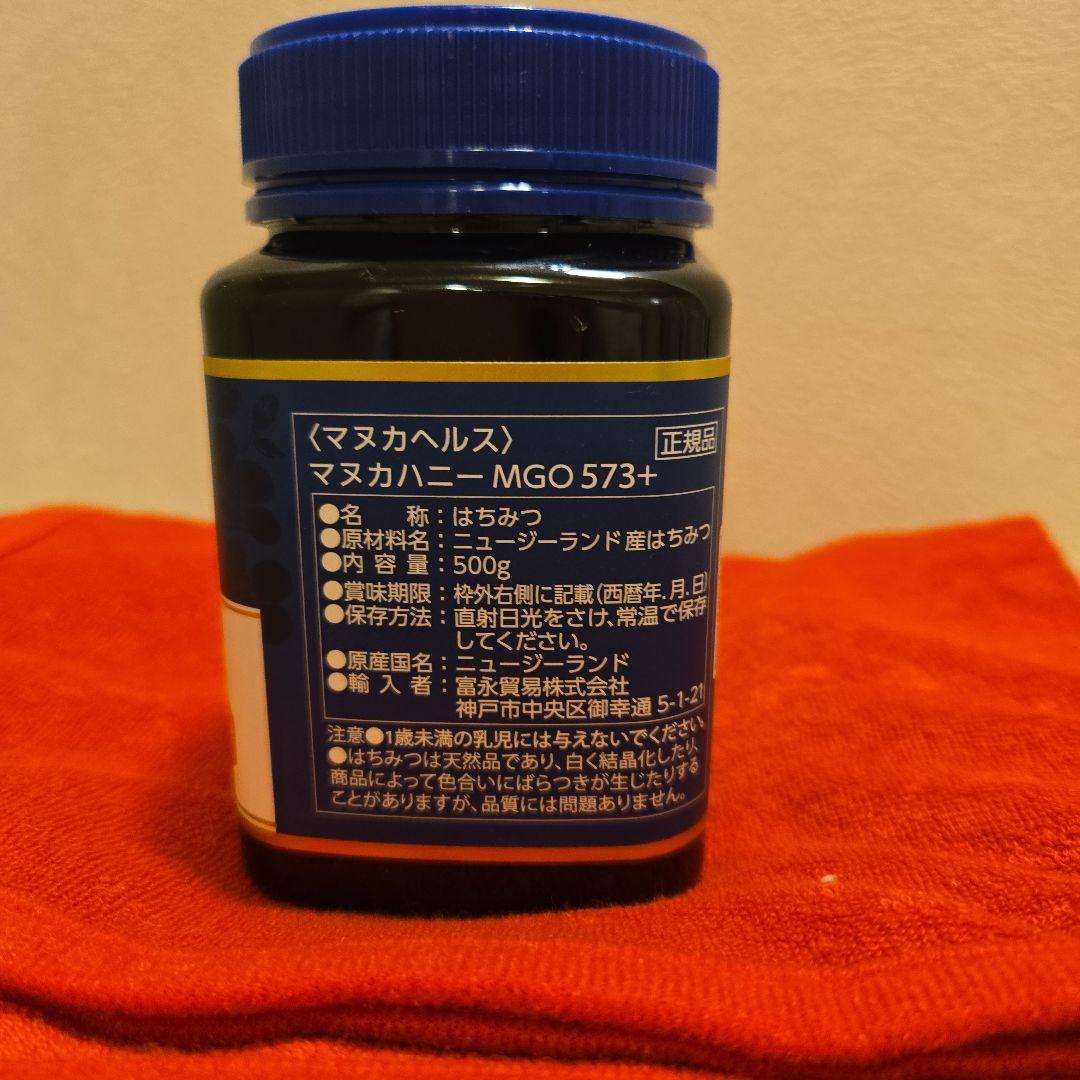 〈マヌカヘルス〉 正規品
マヌカハニー MGO 573+
●名 称：はちみつ
●原材料名：ニュージーランド産はちみつ
●内容量：500g
●賞味期限：枠外右側に記載(西暦年.月.日)
●保存方法：直射日光をさけ、常温で保存
してください。
●原産国名：ニュージーランド
●輸入者：富永貿易株式会社
神戸市中央区御幸通 5-1-21
注意●1歳未満の乳児には与えないでください。
●はちみつは天然品であり、白く結晶化したり、
商品によって色合いにばらつきが生じたりする
ことがありますが、品質には問題ありません。